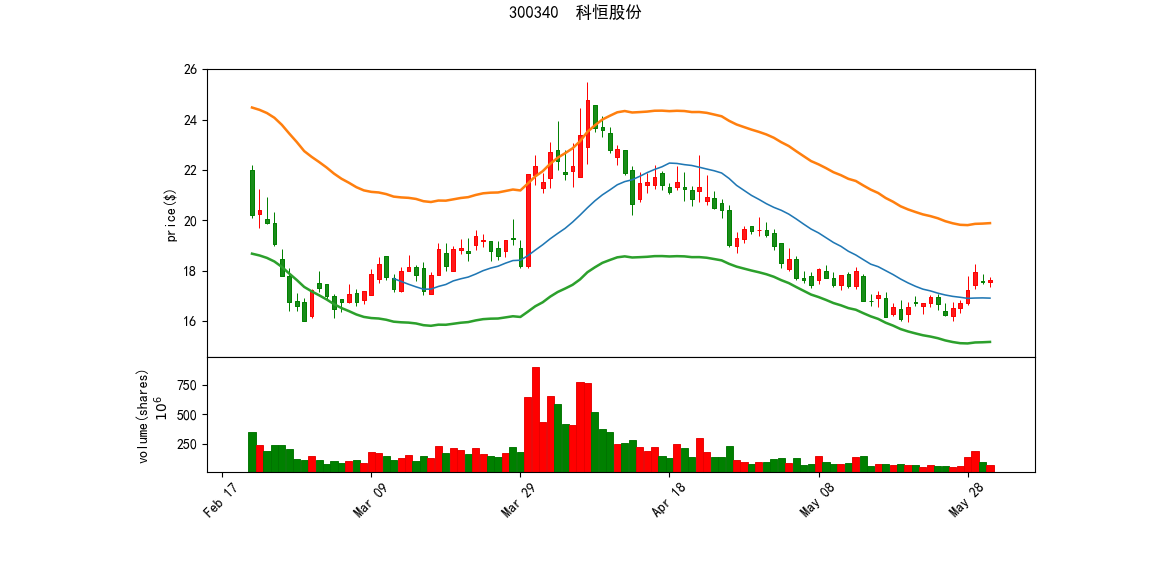 300340 科恒股份
26
24
22
20
18
16
price($)
750
500
250
volume(shares)
10^6
Feb 17
Mar 09
Mar 29
Apr 18
May 08
May 28